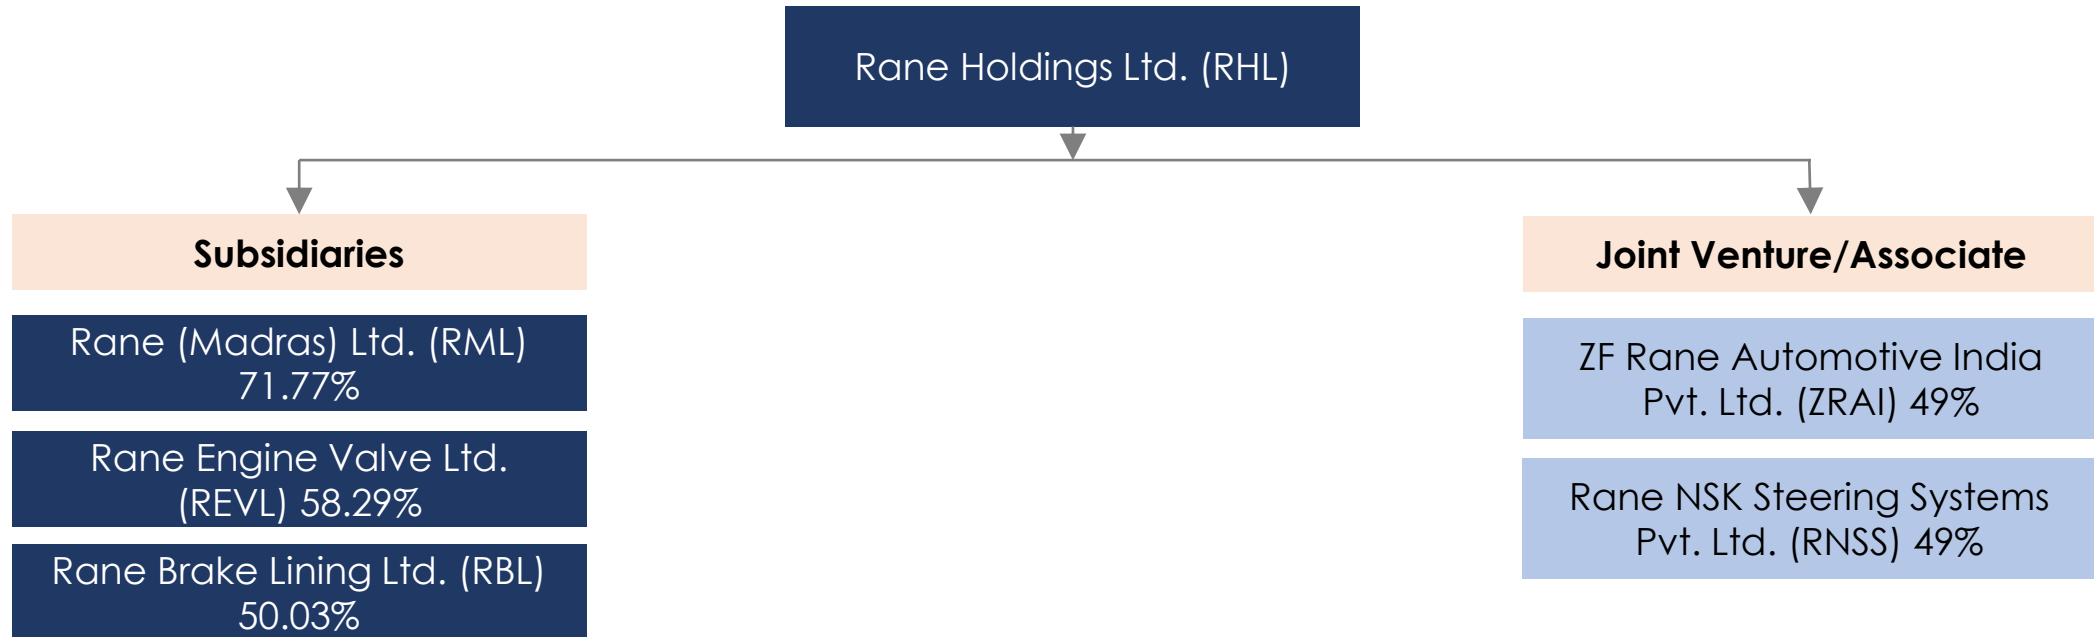 Rane Holdings Ltd. (RHL)
Subsidiaries
Rane (Madras) Ltd. (RML)
71.77%
Rane Engine Valve Ltd.
(REVL) 58.29%
Rane Brake Lining Ltd. (RBL)
50.03%
Joint Venture/Associate
ZF Rane Automotive India
Pvt. Ltd. (ZRAI) 49%
Rane NSK Steering Systems
Pvt. Ltd. (RNSS) 49%